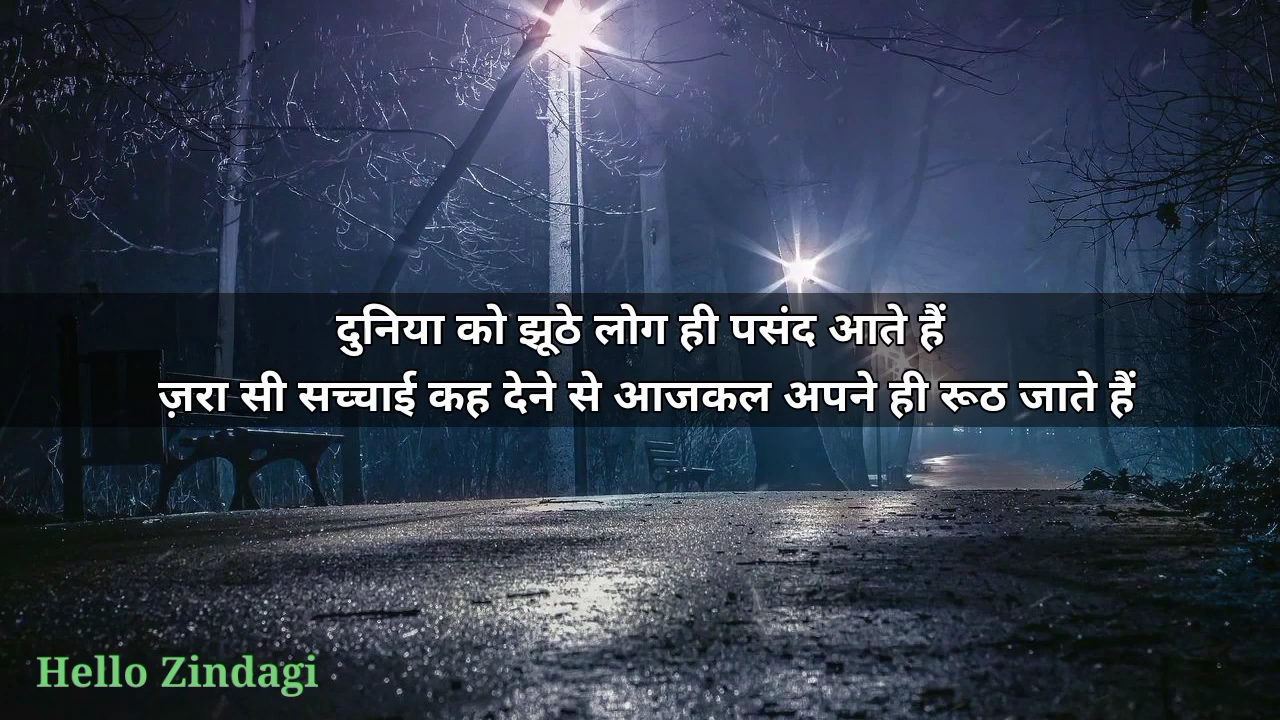 दुनिया को झूठे लोग ही पसंद आते हैं
ज़रा सी सच्चाई कह देने से आजकल अपने ही रूठ जाते हैं
Hello Zindagi